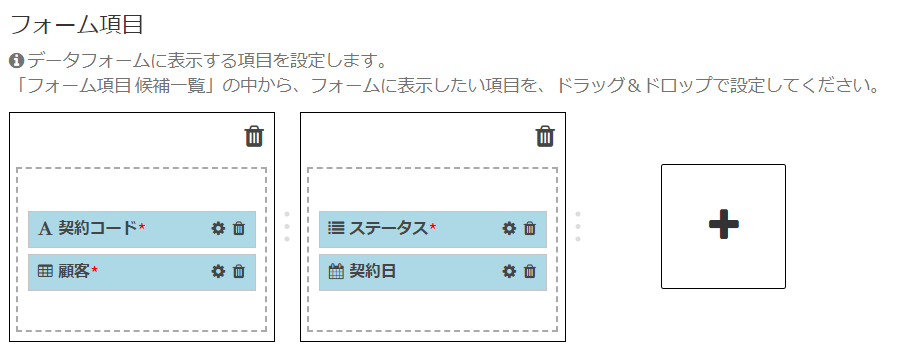 フォーム項目
データフォームに表示する項目を設定します。
「フォーム項目 候補一覧」の中から、フォームに表示したい項目を、ドラッグ＆ドロップで設定してください。
契約コード*
顧客*
ステータス*
契約日